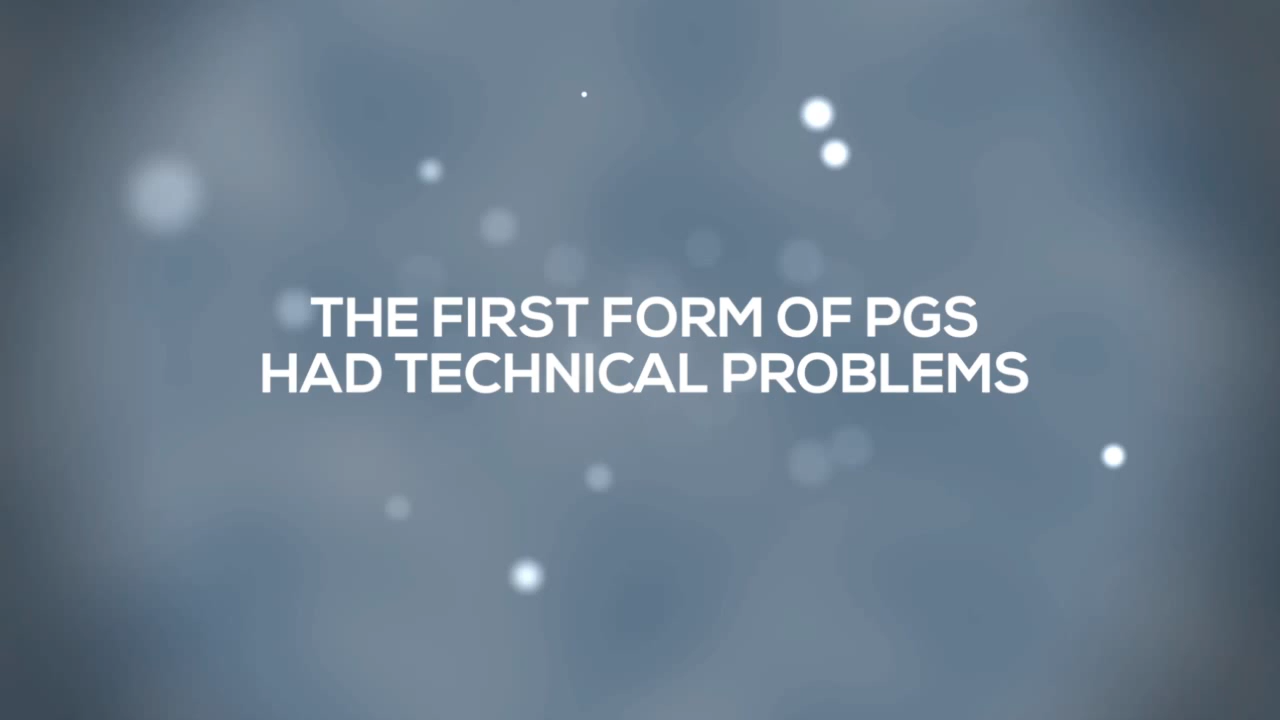 THE FIRST FORM OF PGS
HAD TECHNICAL PROBLEMS